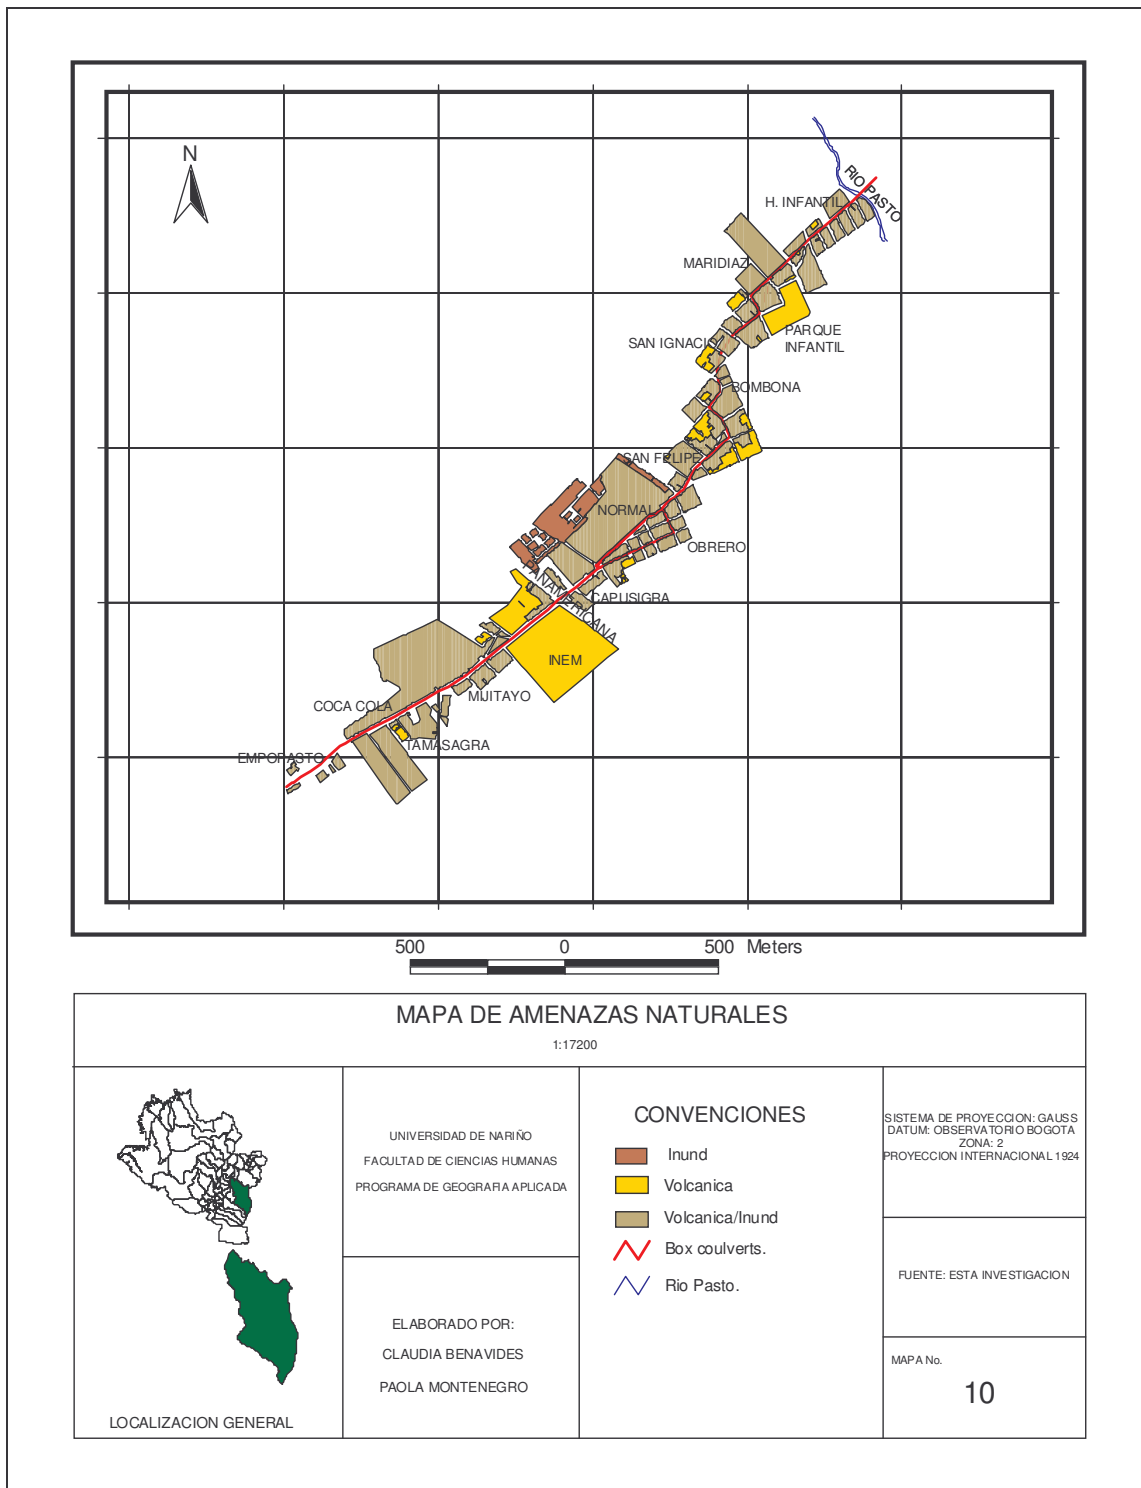 N
RIO PASTO
H. INFANTIL
MARIDIAZ
PARQUE
INFANTIL
SAN IGNACIO
BOMBONA
SAN FELIPE
NORMAL
OBRERO
PANAMERICANA
CAPUSIGRA
INEM
MIJITAYO
COCA COLA
TAMASAGRA
EMPOPASTO
500 0 500 Meters
MAPA DE AMENAZAS NATURALES
1:17200
LOCALIZACION GENERAL
UNIVERSIDAD DE NARIÑO
FACULTAD DE CIENCIAS HUMANAS
PROGRAMA DE GEOGRAFIA APLICADA
ELABORADO POR:
CLAUDIA BENAVIDES
PAOLA MONTENEGRO
CONVENCIONES
Inund
Volcanica
Volcanica/Inund
Box coulverts.
Rio Pasto.
SISTEMA DE PROYECCION: GAUSS
DATUM: OBSERVATORIO BOGOTA
ZONA: 2
PROYECCION INTERNACIONAL 1924
FUENTE: ESTA INVESTIGACION
MAPA No.
10